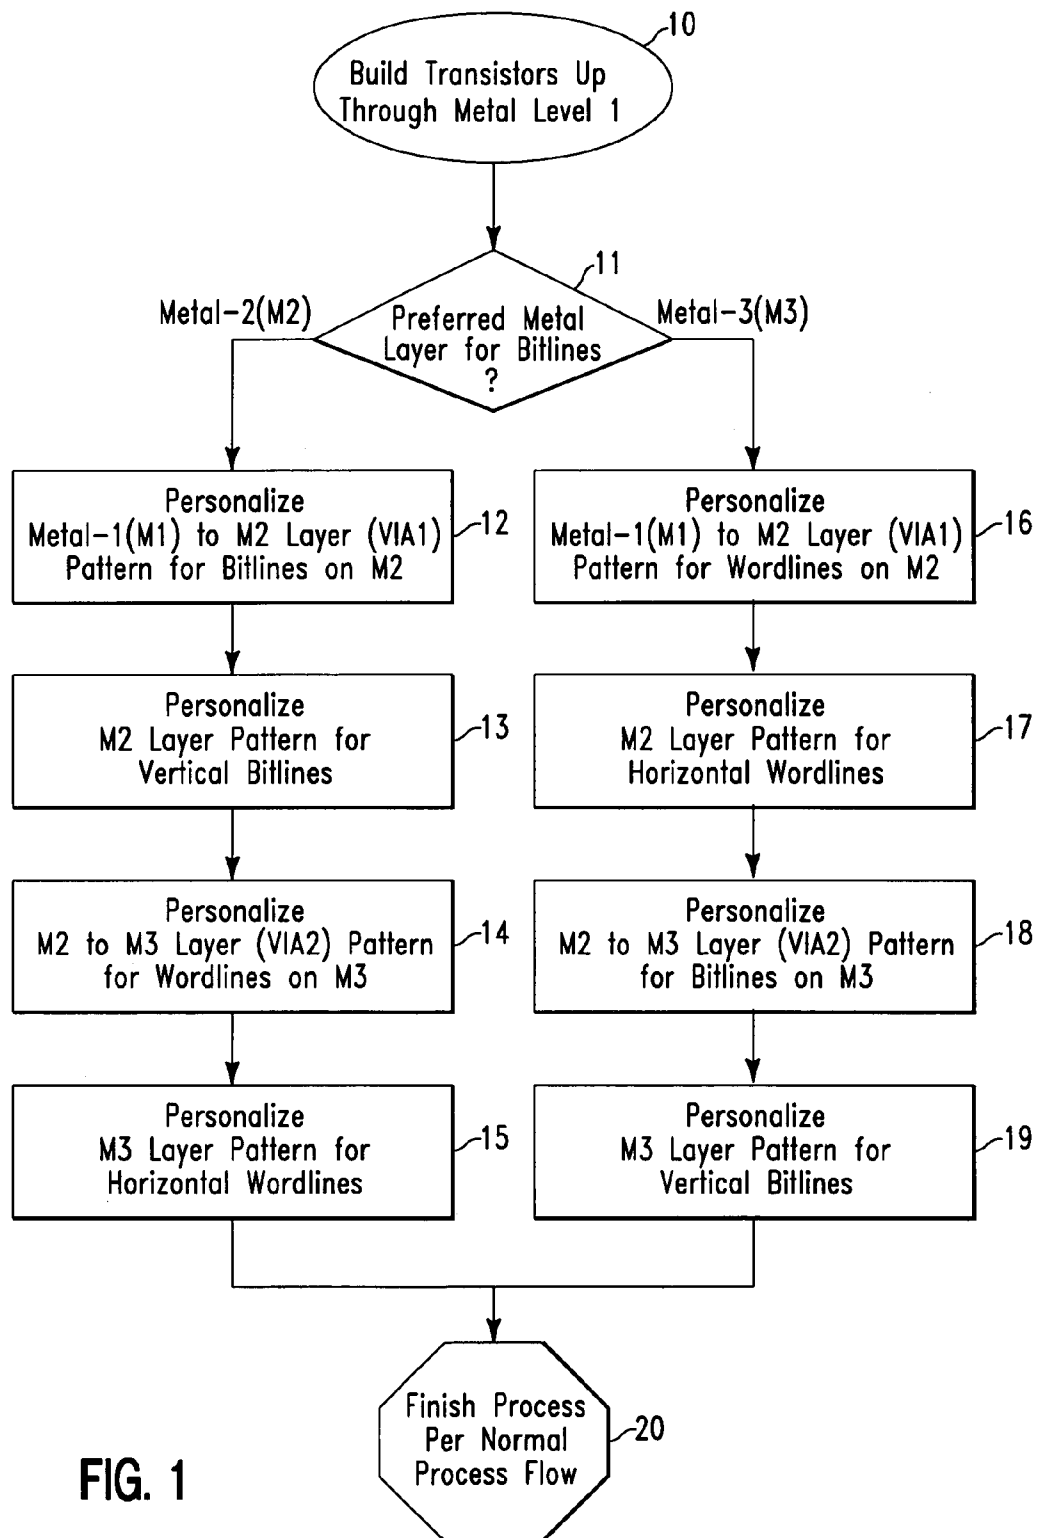 10
Build Transistors Up
Through Metal Level 1
11
Metal-2(M2)
Metal-3(M3)
Preferred Metal
Layer for Bitlines
?
Personalize
Metal-1(M1) to M2 Layer (VIA1)
Pattern for Bitlines on M2
12
Personalize
Metal-1(M1) to M2 Layer (VIA1)
Pattern for Wordlines on M2
16
Personalize
M2 Layer Pattern for
Vertical Bitlines
13
Personalize
M2 Layer Pattern for
Horizontal Wordlines
17
Personalize
M2 to M3 Layer (VIA2) Pattern
for Wordlines on M3
14
Personalize
M2 to M3 Layer (VIA2) Pattern
for Bitlines on M3
18
Personalize
M3 Layer Pattern for
Horizontal Wordlines
15
Personalize
M3 Layer Pattern for
Vertical Bitlines
19
Finish Process
Per Normal
Process Flow
20
FIG. 1